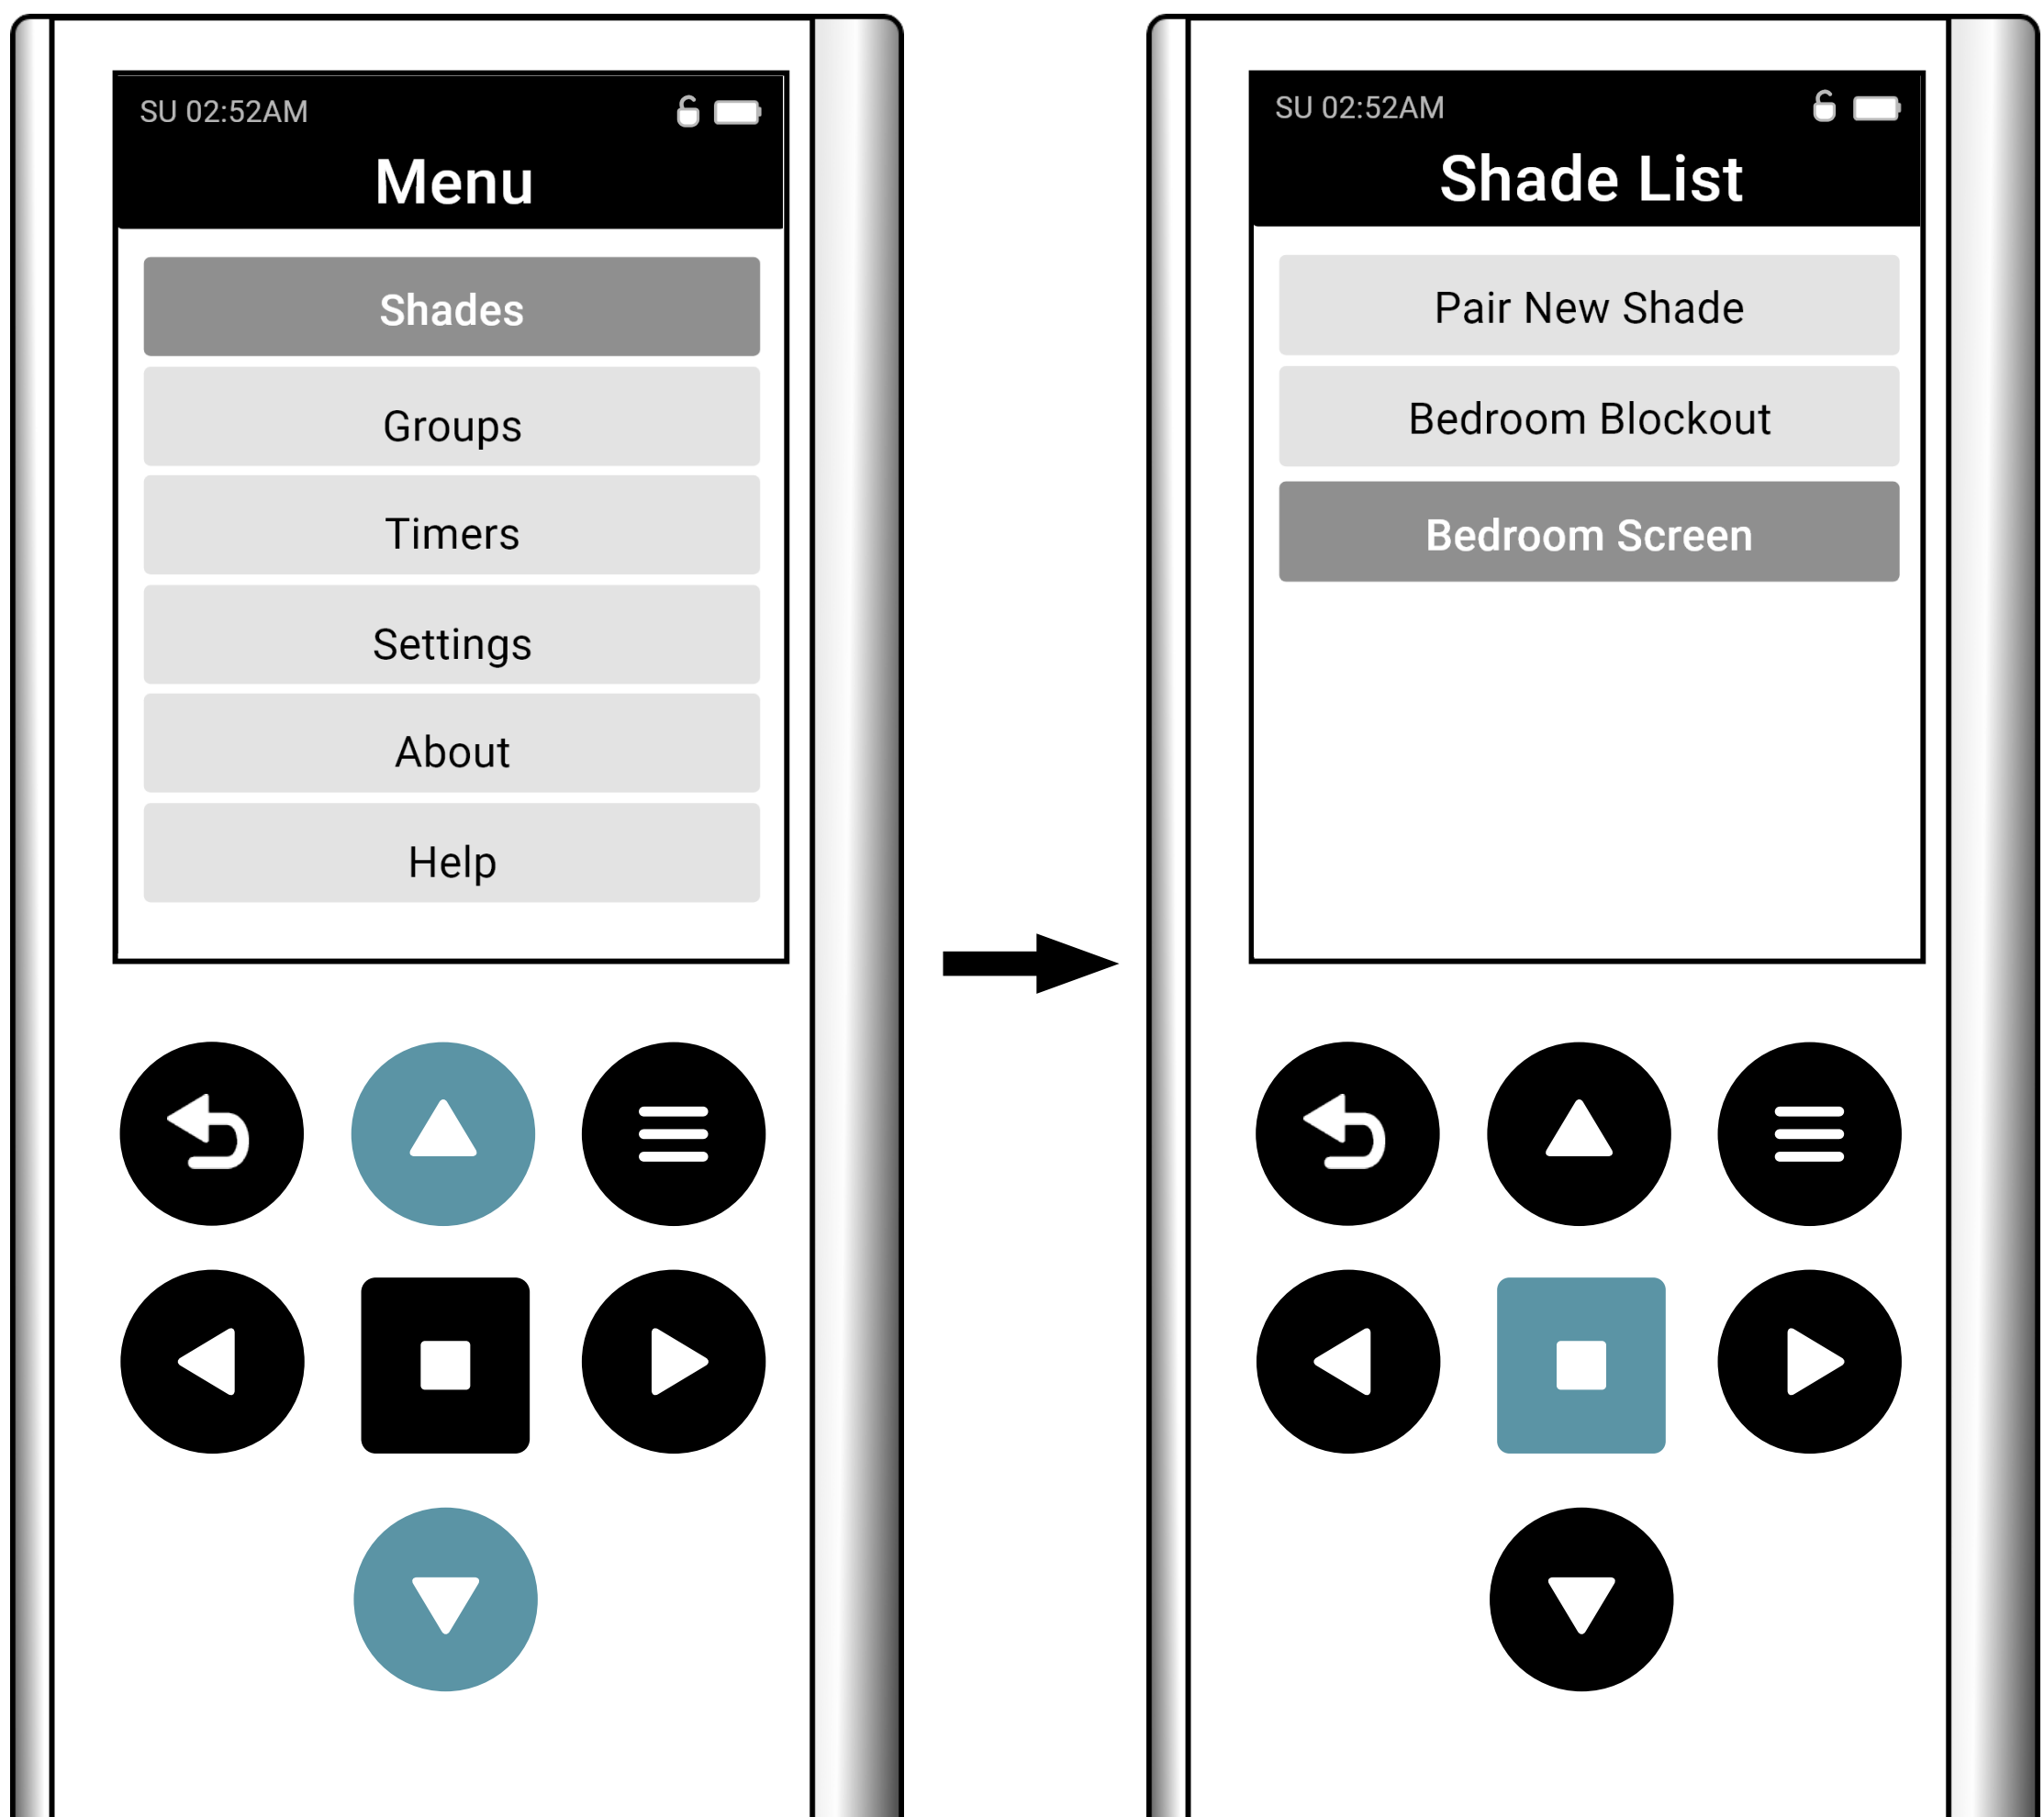 SU 02:52AM
Menu
Shades
Groups
Timers
Settings
About
Help
SU 02:52AM
Shade List
Pair New Shade
Bedroom Blockout
Bedroom Screen